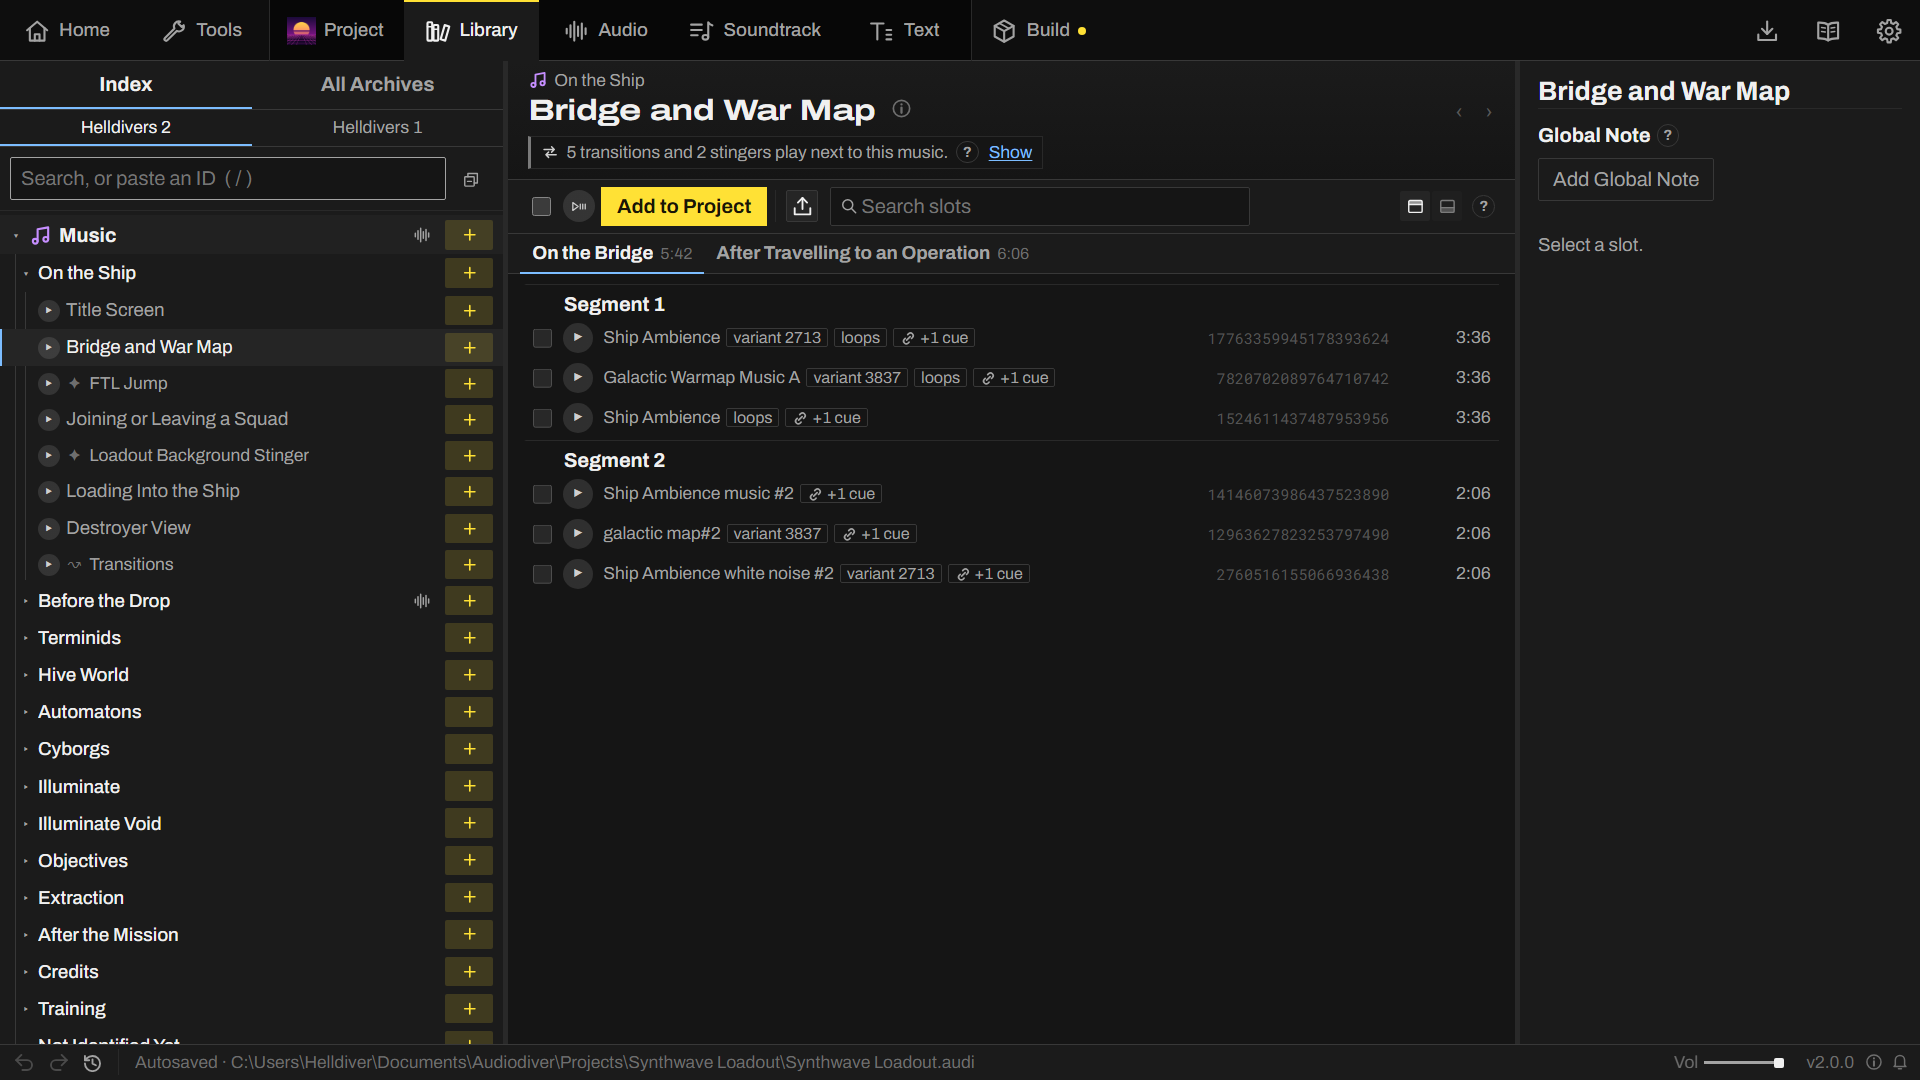 Home Tools Project Library Audio Soundtrack Text Build
Index All Archives
Helldivers 2 Helldivers 1
Search, or paste an ID ( / )
Music
On the Ship
Title Screen
Bridge and War Map
FTL Jump
Joining or Leaving a Squad
Loadout Background Stinger
Loading Into the Ship
Destroyer View
Transitions
Before the Drop
Terminids
Hive World
Automatons
Cyborgs
Illuminate
Illuminate Void
Objectives
Extraction
After the Mission
Credits
Training
Not Identified Yet
On the Ship
Bridge and War Map
5 transitions and 2 stingers play next to this music. ? Show
Add to Project Search slots ?
On the Bridge 5:42 After Travelling to an Operation 6:06
Segment 1
Ship Ambience variant 2713 loops +1 cue 17763359945178393624 3:36
Galactic Warmap Music A variant 3837 loops +1 cue 7820702089764710742 3:36
Ship Ambience loops +1 cue 1524611437487953956 3:36
Segment 2
Ship Ambience music #2 +1 cue 14146073986437523890 2:06
galactic map#2 variant 3837 +1 cue 12963627823253797490 2:06
Ship Ambience white noise #2 variant 2713 +1 cue 2760516155066936438 2:06
Bridge and War Map
Global Note ?
Add Global Note
Select a slot.
Autosaved · C:\Users\Helldiver\Documents\Audiodiver\Projects\Synthwave Loadout\Synthwave Loadout.audi
Vol v2.0.0